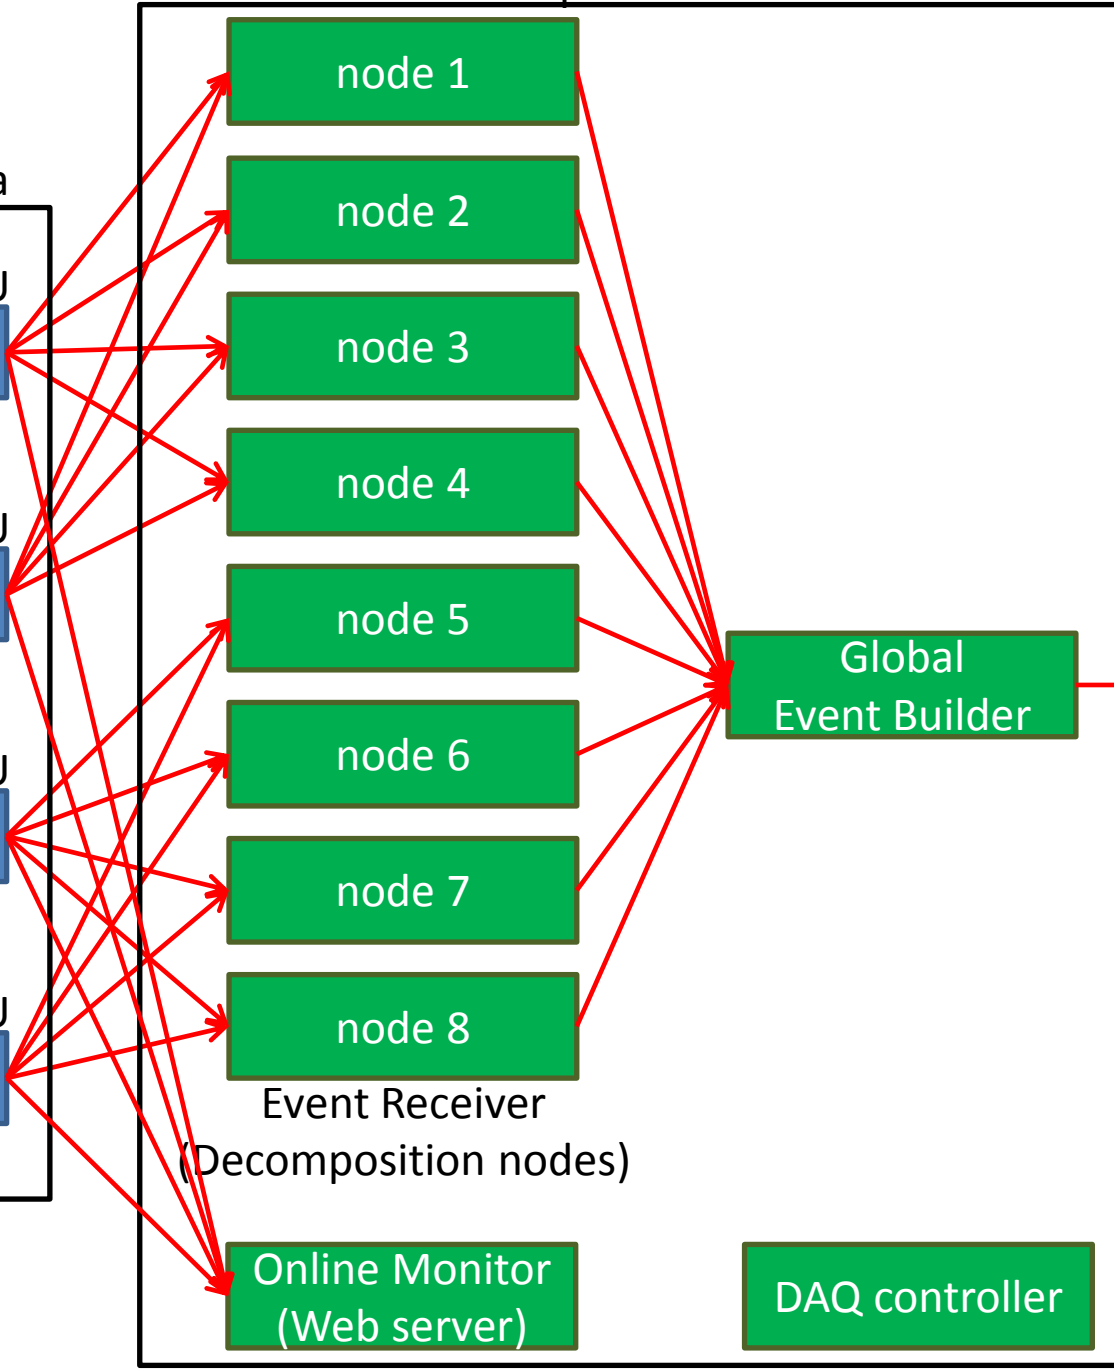 node 1
node 2
node 3
node 4
node 5
node 6
node 7
node 8
Event Receiver
(Decomposition nodes)
Global
Event Builder
Online Monitor
(Web server)
DAQ controller